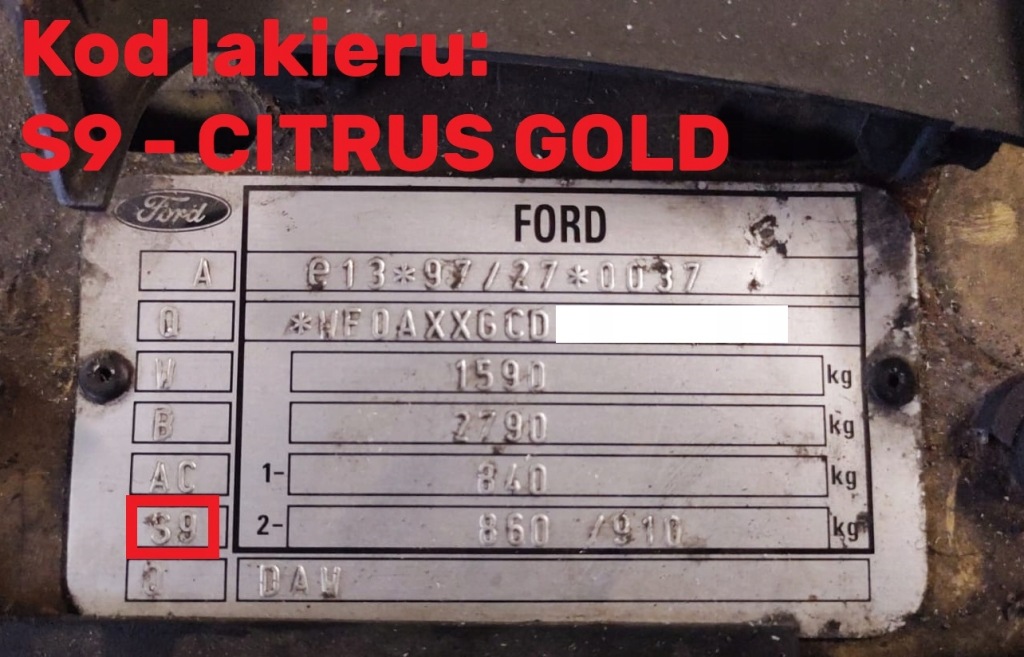 Kod lakieru:
S9 - CITRUS GOLD
Ford
FORD
A e13*97/27*0037
Q *WF0AXXGCD
W 1590 kg
B 2790 kg
AC 1- 840 kg
S9 2- 860 /910 kg
DAW